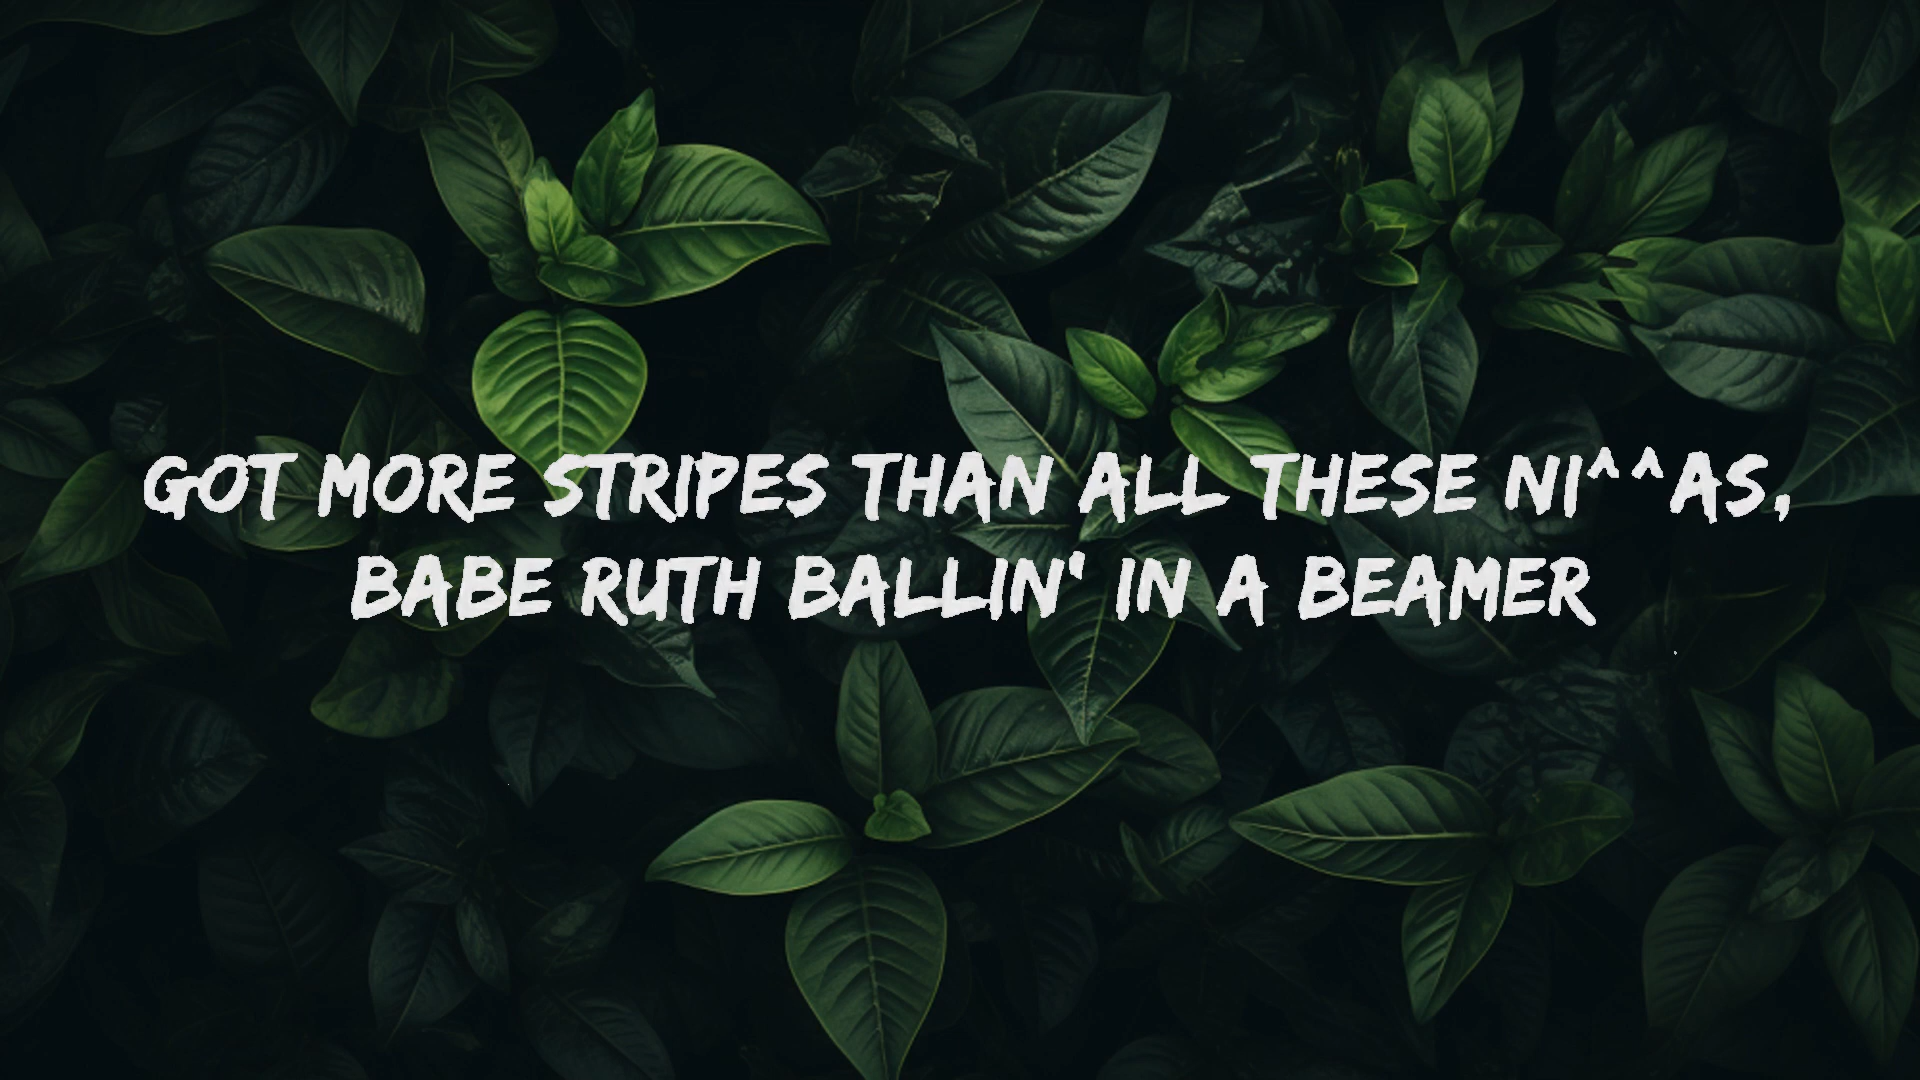 GOT MORE STRIPES THAN ALL THESE NI^^AS,
BABE RUTH BALLIN' IN A BEAMER